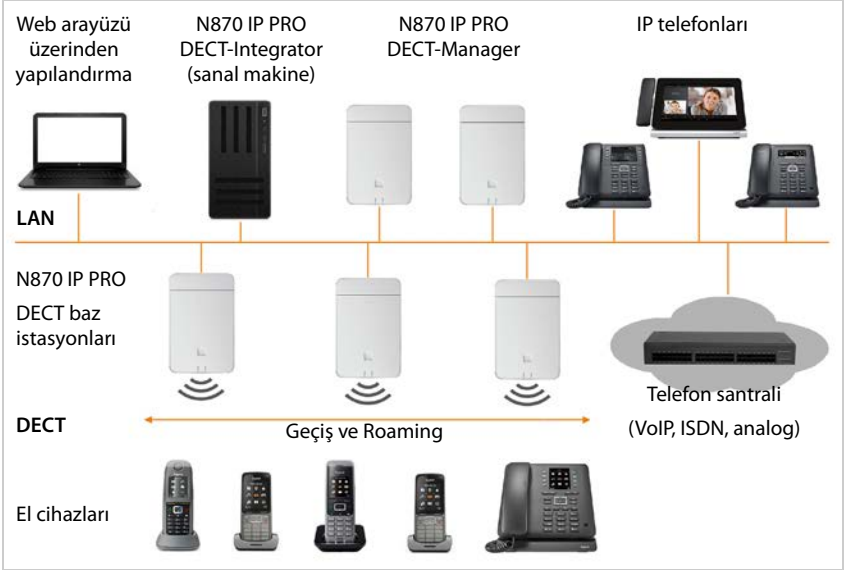 Web arayüzü
üzerinden
yapılandırma
N870 IP PRO
DECT-Integrator
(sanal makine)
N870 IP PRO
DECT-Manager
IP telefonları
LAN
N870 IP PRO
DECT baz
istasyonları
Telefon santrali
(VoIP, ISDN, analog)
DECT
Geçiş ve Roaming
El cihazları